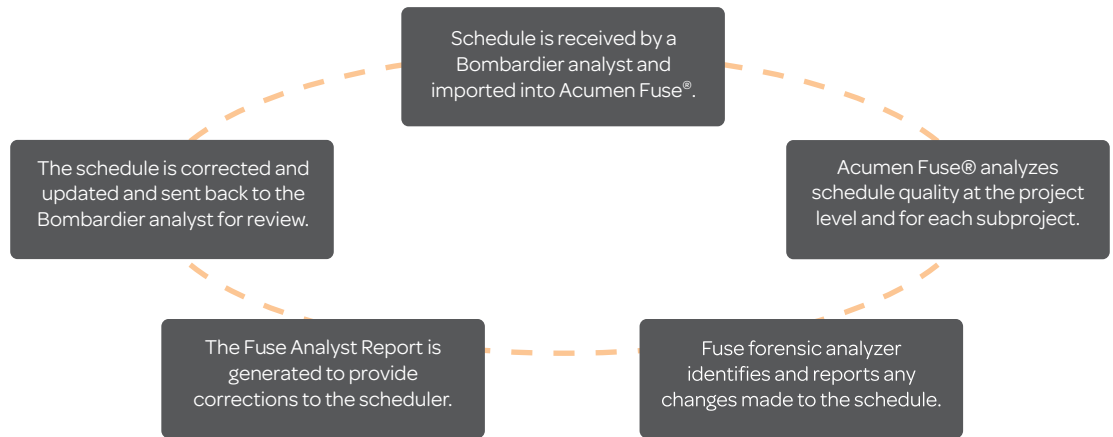 Schedule is received by a
Bombardier analyst and
imported into Acumen Fuse®.
Acumen Fuse® analyzes
schedule quality at the project
level and for each subproject.
Fuse forensic analyzer
identifies and reports any
changes made to the schedule.
The Fuse Analyst Report is
generated to provide
corrections to the scheduler.
The schedule is corrected and
updated and sent back to the
Bombardier analyst for review.